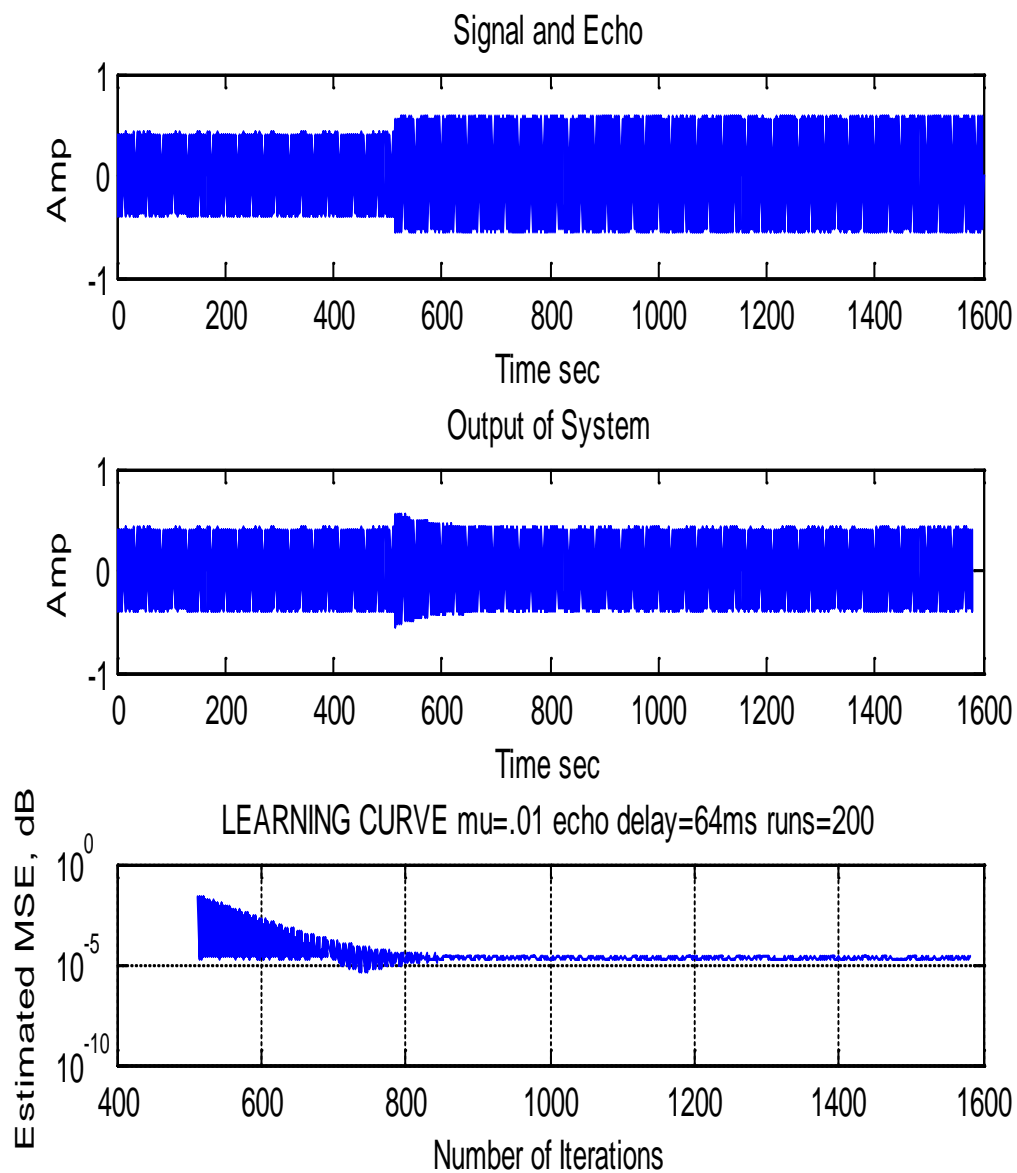 Signal and Echo
1
0
-1
Amp
0 200 400 600 800 1000 1200 1400 1600
Time sec
Output of System
1
0
-1
Amp
0 200 400 600 800 1000 1200 1400 1600
Time sec
LEARNING CURVE mu=.01 echo delay=64ms runs=200
10^0
10^-5
10^-10
Estimated MSE, dB
400 600 800 1000 1200 1400 1600
Number of Iterations